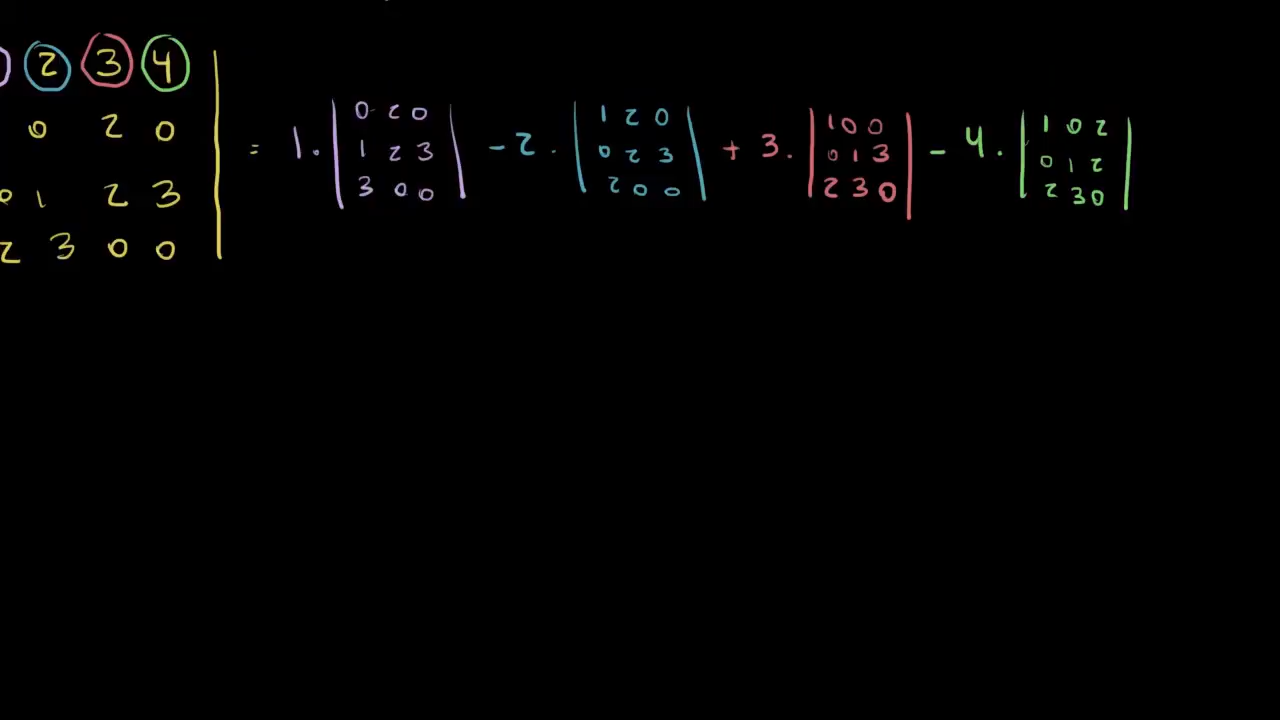 2 3 4 |
0 2 0 | = 1 · | 0 2 0 / 1 2 3 / 3 0 0 | - 2 · | 1 2 0 / 0 2 3 / 2 0 0 | + 3 · | 1 0 0 / 0 1 3 / 2 3 0 | - 4 · | 1 0 2 / 0 1 2 / 2 3 0 |
0 1 2 3 |
2 3 0 0 |